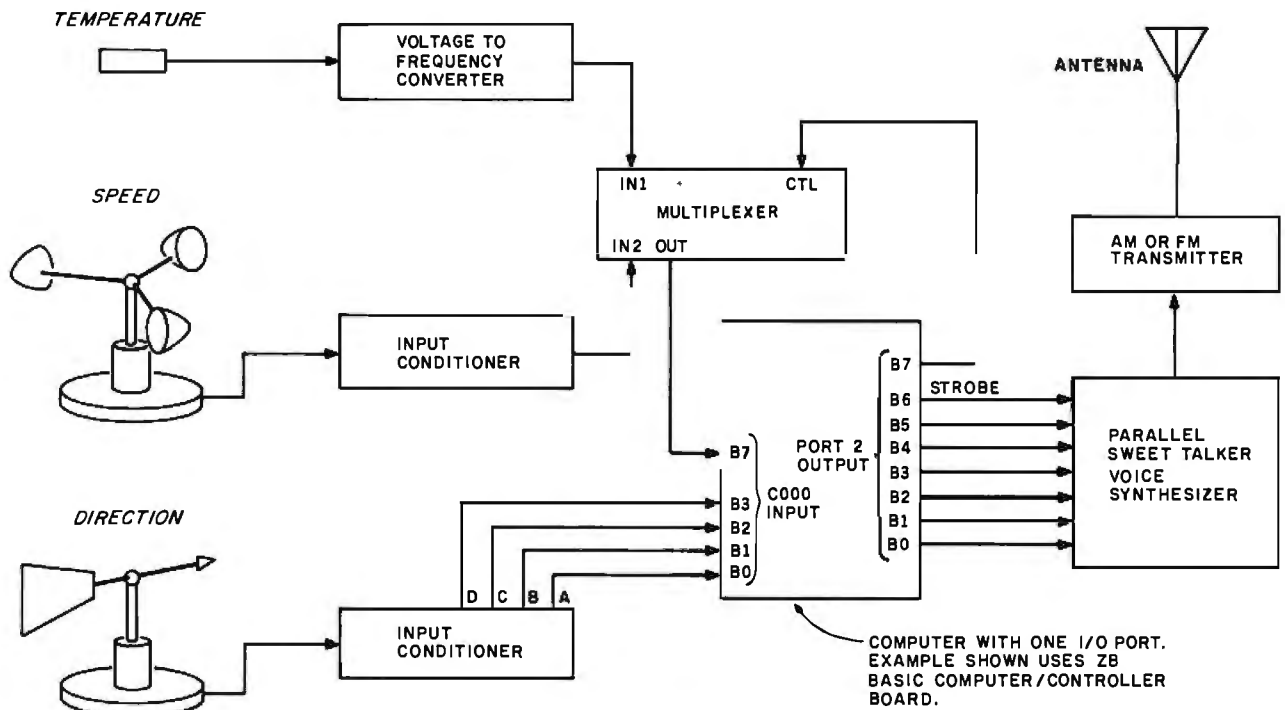 TEMPERATURE
VOLTAGE TO
FREQUENCY
CONVERTER
ANTENNA
IN1
CTL
MULTIPLEXER
IN2 OUT
SPEED
AM OR FM
TRANSMITTER
INPUT
CONDITIONER
B7
B6
STROBE
B5
B4
B3
B2
B1
B0
PORT 2
OUTPUT
PARALLEL
SWEET TALKER
VOICE
SYNTHESIZER
B7
B3
B2
B1
B0
C000
INPUT
DIRECTION
D
C
B
A
INPUT
CONDITIONER
COMPUTER WITH ONE I/O PORT.
EXAMPLE SHOWN USES Z8
BASIC COMPUTER/CONTROLLER
BOARD.